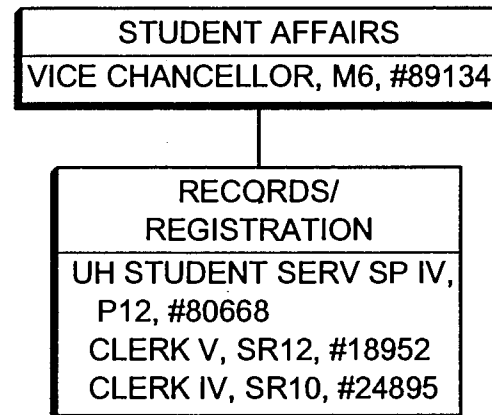 STUDENT AFFAIRS
VICE CHANCELLOR, M6, #89134
RECORDS/
REGISTRATION
UH STUDENT SERV SP IV,
P12, #80668
CLERK V, SR12, #18952
CLERK IV, SR10, #24895